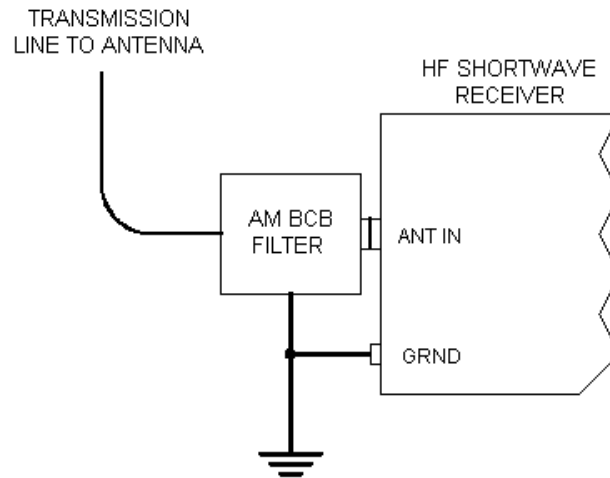 TRANSMISSION
LINE TO ANTENNA
HF SHORTWAVE
RECEIVER
AM BCB
FILTER
ANT IN
GRND